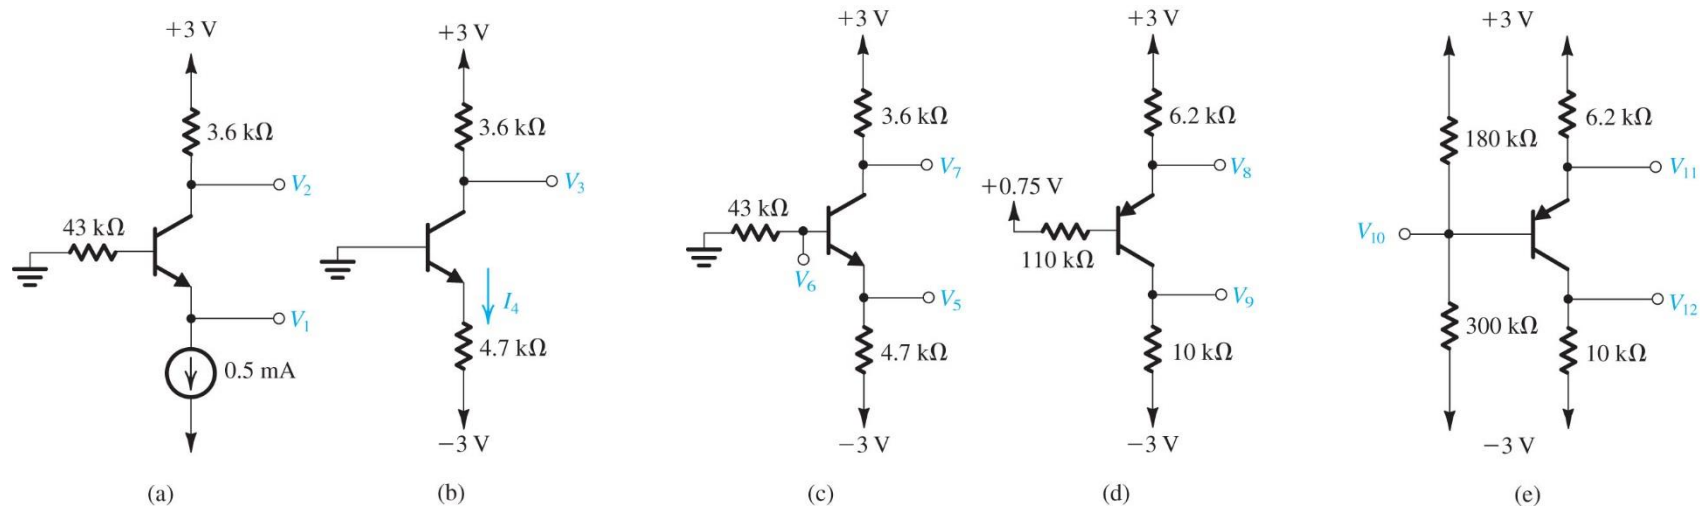 +3 V
3.6 kΩ
V2
43 kΩ
V1
0.5 mA
(a)
+3 V
3.6 kΩ
V3
I4
4.7 kΩ
−3 V
(b)
+3 V
3.6 kΩ
V7
43 kΩ
V6
V5
4.7 kΩ
−3 V
(c)
+3 V
6.2 kΩ
V8
+0.75 V
110 kΩ
V9
10 kΩ
−3 V
(d)
+3 V
180 kΩ
6.2 kΩ
V11
V10
300 kΩ
V12
10 kΩ
−3 V
(e)